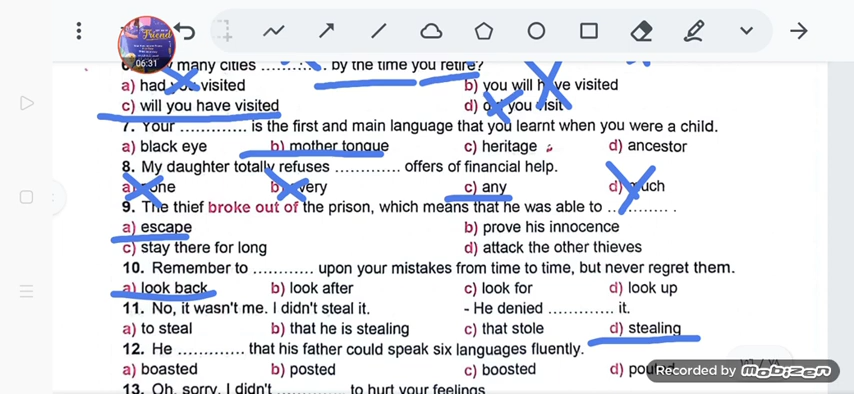 Friend
06:31
many cities ............ by the time you retire?
a) had you visited b) you will have visited
c) will you have visited d) did you visit
7. Your ............. is the first and main language that you learnt when you were a child.
a) black eye b) mother tongue c) heritage d) ancestor
8. My daughter totally refuses ............ offers of financial help.
a) none b) every c) any d) much
9. The thief broke out of the prison, which means that he was able to ............ .
a) escape b) prove his innocence
c) stay there for long d) attack the other thieves
10. Remember to ............ upon your mistakes from time to time, but never regret them.
a) look back b) look after c) look for d) look up
11. No, it wasn't me. I didn't steal it. - He denied ............. it.
a) to steal b) that he is stealing c) that stole d) stealing
12. He ............. that his father could speak six languages fluently.
a) boasted b) posted c) boosted d)
Recorded by mobizen
13. Oh, sorry. I didn't ............. to hurt your feelings